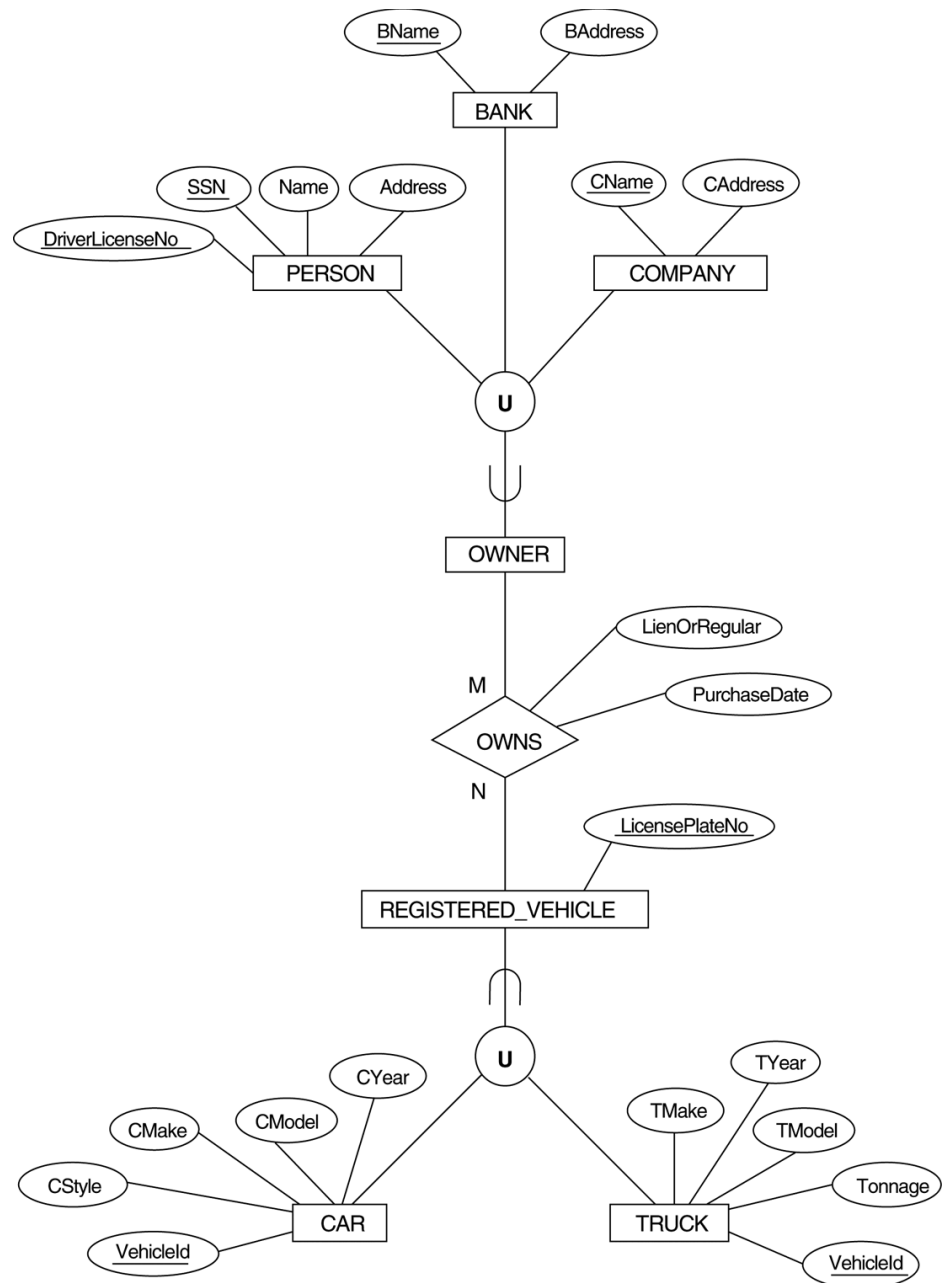 BName
BAddress
BANK
SSN
Name
Address
CName
CAddress
DriverLicenseNo
PERSON
COMPANY
U
OWNER
LienOrRegular
M
PurchaseDate
OWNS
N
LicensePlateNo
REGISTERED_VEHICLE
U
TYear
CYear
TMake
CModel
CMake
TModel
CStyle
Tonnage
CAR
TRUCK
VehicleId
VehicleId